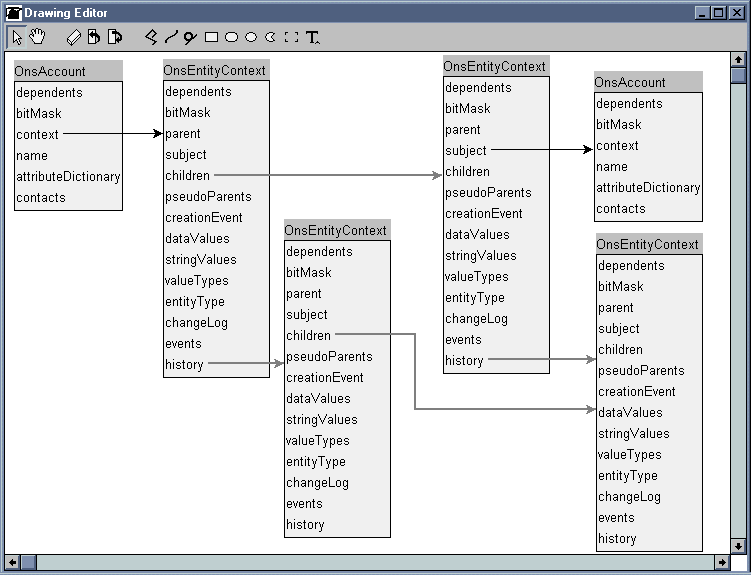 Drawing Editor
T
OnsAccount
dependents
bitMask
context
name
attributeDictionary
contacts
OnsEntityContext
dependents
bitMask
parent
subject
children
pseudoParents
creationEvent
dataValues
stringValues
valueTypes
entityType
changeLog
events
history
OnsEntityContext
dependents
bitMask
parent
subject
children
pseudoParents
creationEvent
dataValues
stringValues
valueTypes
entityType
changeLog
events
history
OnsEntityContext
dependents
bitMask
parent
subject
children
pseudoParents
creationEvent
dataValues
stringValues
valueTypes
entityType
changeLog
events
history
OnsAccount
dependents
bitMask
context
name
attributeDictionary
contacts
OnsEntityContext
dependents
bitMask
parent
subject
children
pseudoParents
creationEvent
dataValues
stringValues
valueTypes
entityType
changeLog
events
history